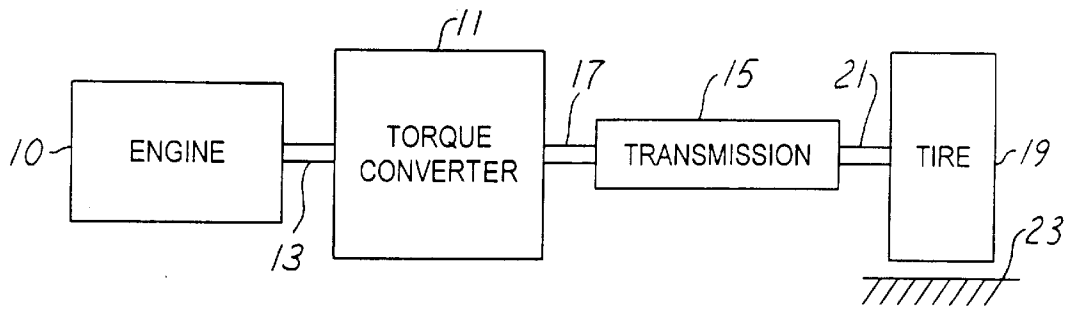 11
17
15
21
10
ENGINE
TORQUE
CONVERTER
TRANSMISSION
TIRE
19
13
23